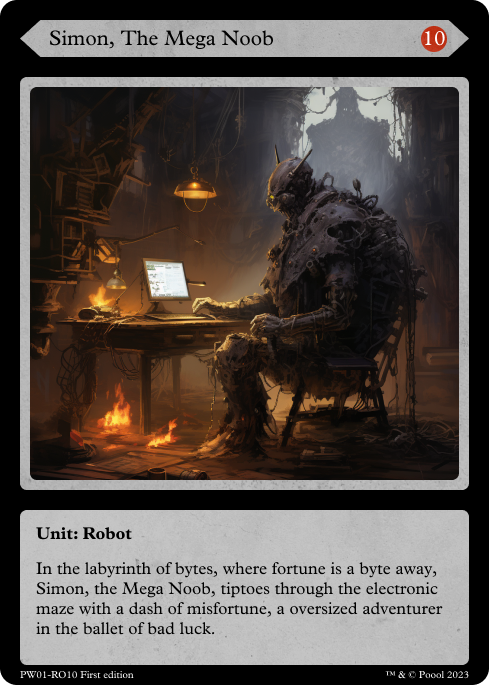 Simon, The Mega Noob
10
Unit: Robot
In the labyrinth of bytes, where fortune is a byte away,
Simon, the Mega Noob, tiptoes through the electronic
maze with a dash of misfortune, a oversized adventurer
in the ballet of bad luck.
PW01-RO10 First edition
™ & © Poool 2023